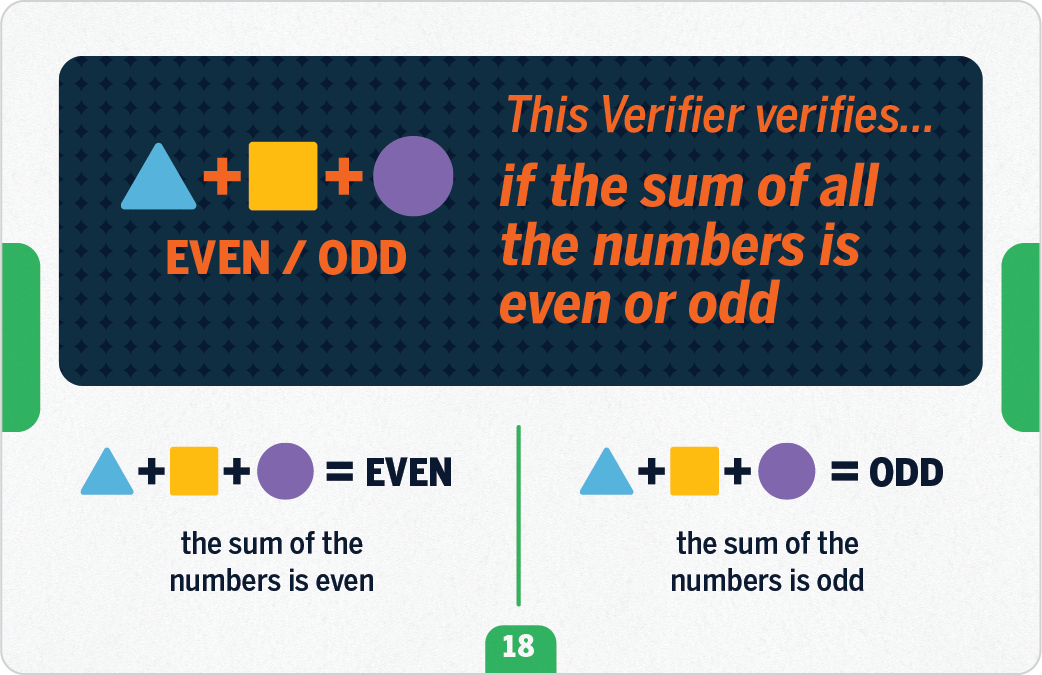 This Verifier verifies...
if the sum of all
the numbers is
even or odd
+ +
EVEN / ODD
+ + = EVEN
the sum of the
numbers is even
+ + = ODD
the sum of the
numbers is odd
18